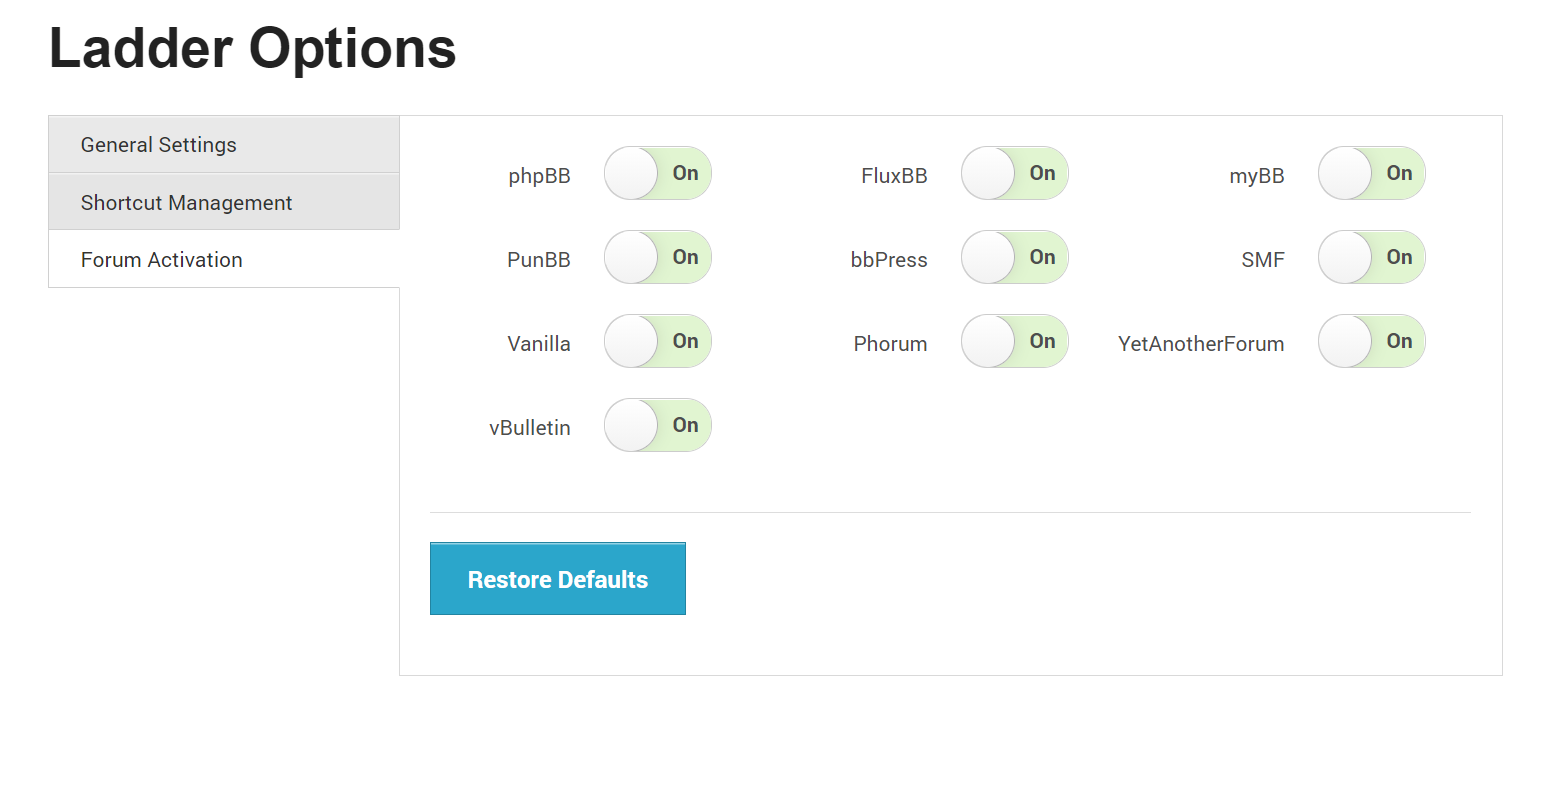 Ladder Options
General Settings
Shortcut Management
Forum Activation
phpBB On FluxBB On myBB On
PunBB On bbPress On SMF On
Vanilla On Phorum On YetAnotherForum On
vBulletin On
Restore Defaults